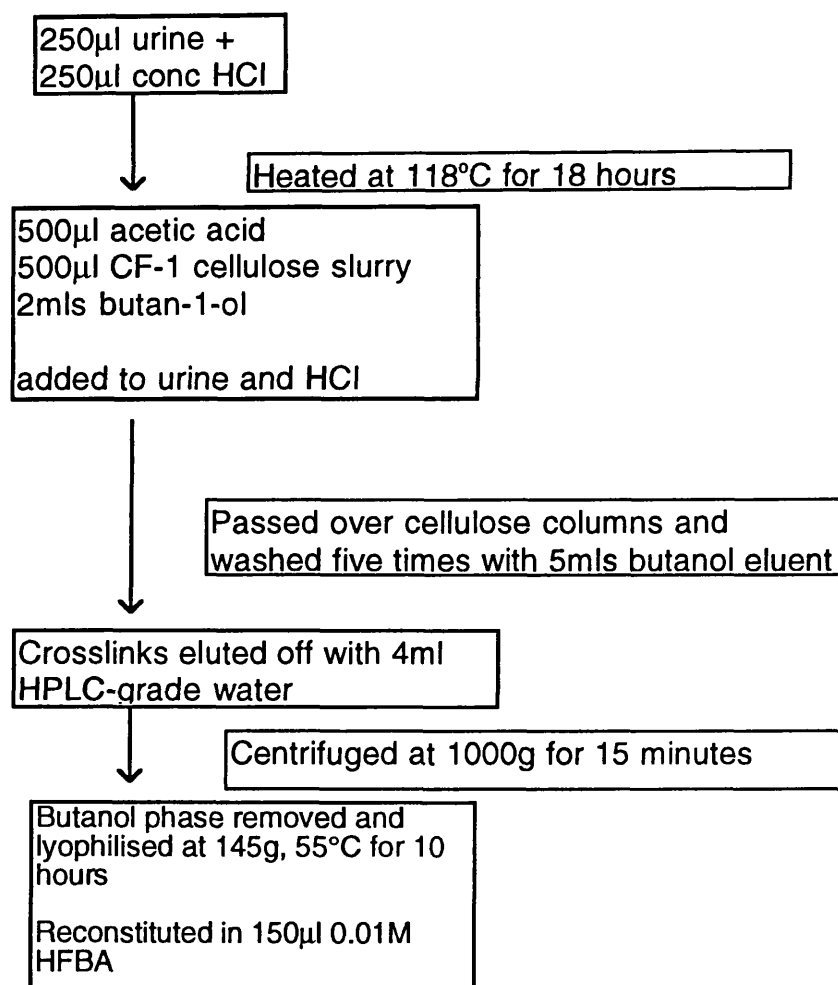 250µl urine +
250µl conc HCl
Heated at 118°C for 18 hours
500µl acetic acid
500µl CF-1 cellulose slurry
2mls butan-1-ol
added to urine and HCl
Passed over cellulose columns and
washed five times with 5mls butanol eluent
Crosslinks eluted off with 4ml
HPLC-grade water
Centrifuged at 1000g for 15 minutes
Butanol phase removed and
lyophilised at 145g, 55°C for 10
hours
Reconstituted in 150µl 0.01M
HFBA